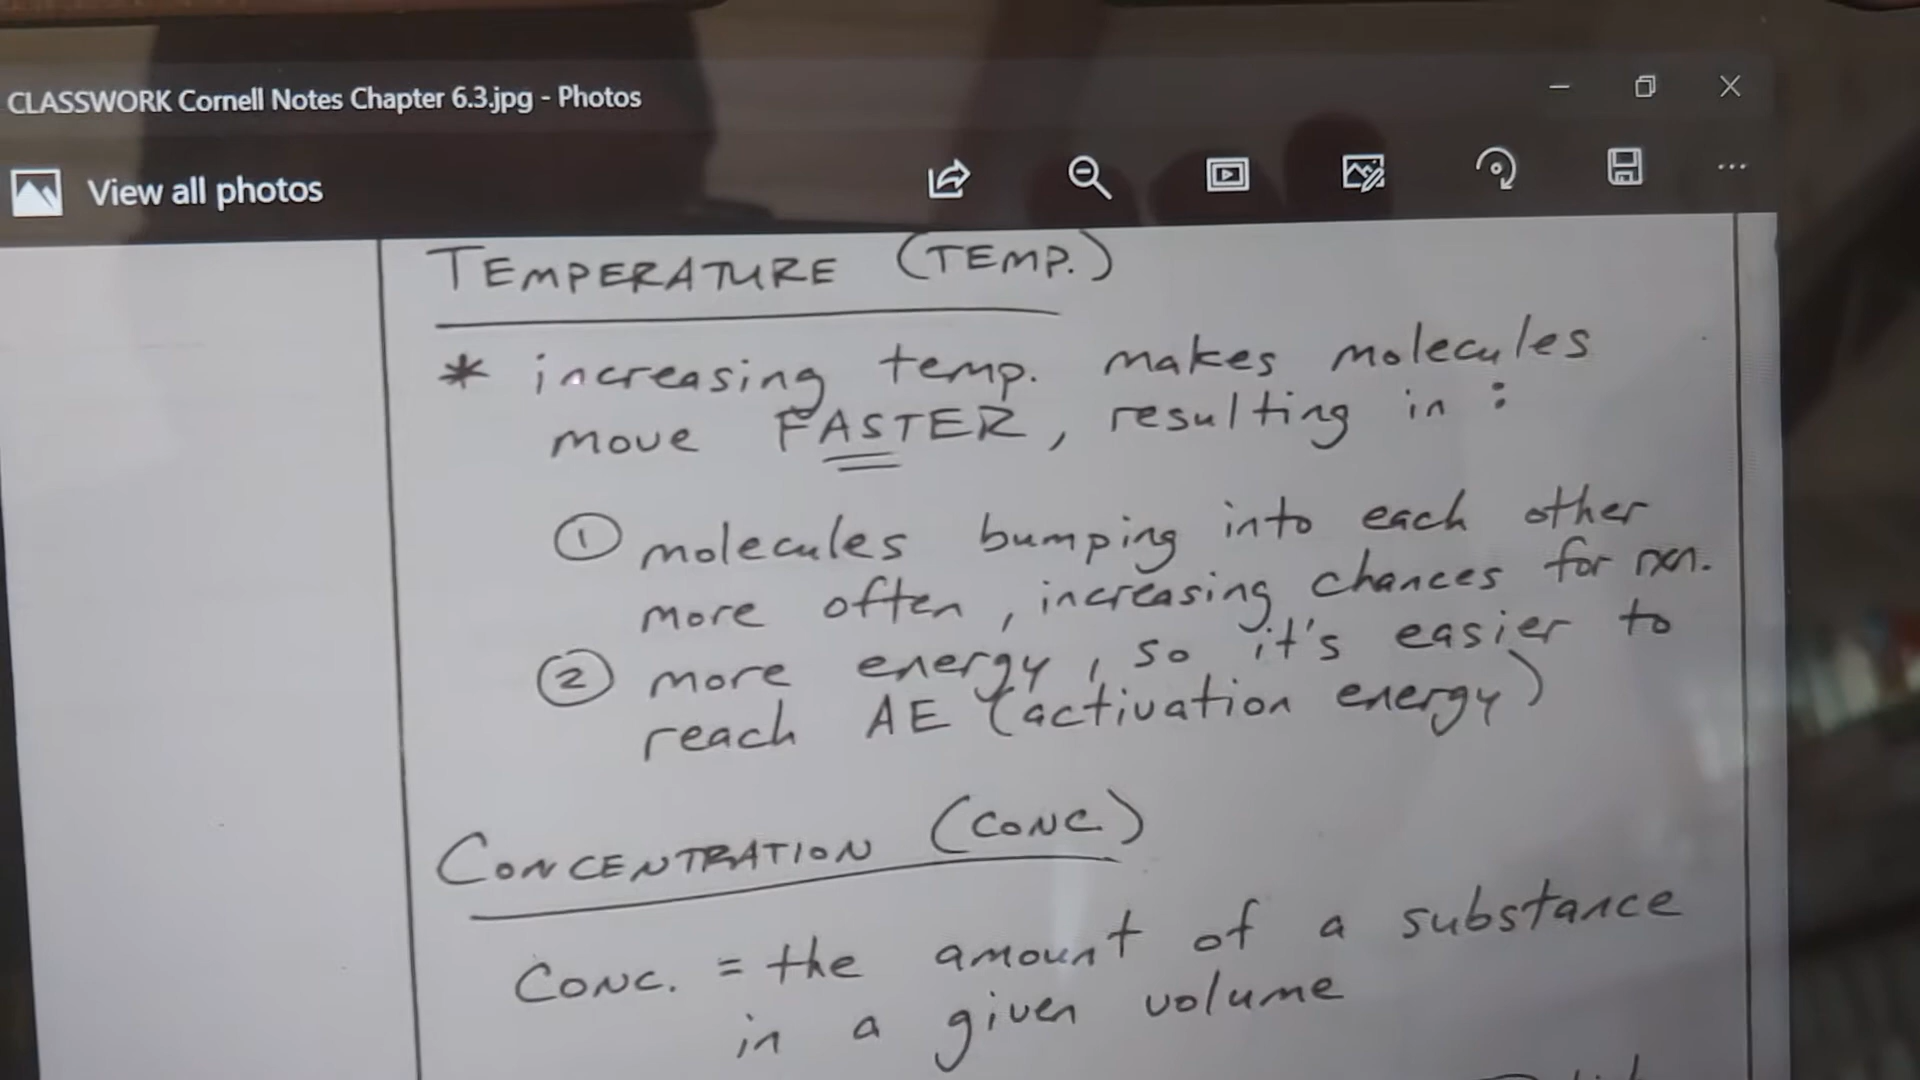 CLASSWORK Cornell Notes Chapter 6.3.jpg - Photos
View all photos
TEMPERATURE (TEMP.)
* increasing temp. makes molecules
move FASTER, resulting in:
① molecules bumping into each other
more often, increasing chances for rxn.
② more energy, so it's easier to
reach AE (activation energy)
CONCENTRATION (CONC)
CONC. = the amount of a substance
in a given volume